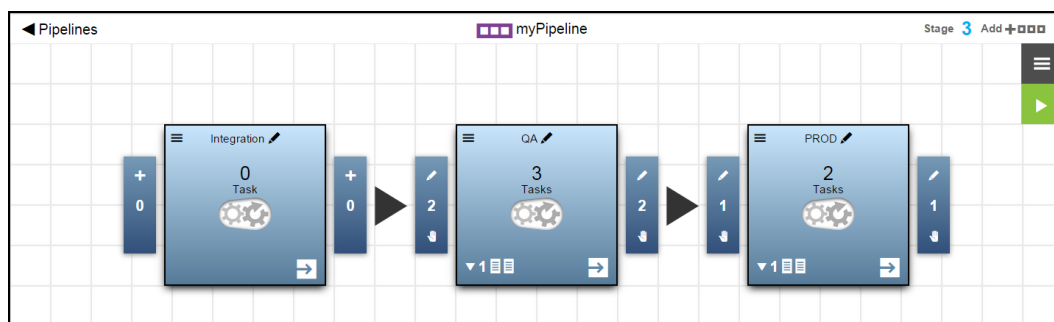 Pipelines
myPipeline
Stage 3 Add
Integration
0
Task
0
0
QA
3
Tasks
2
2
1
PROD
2
Tasks
1
1
1